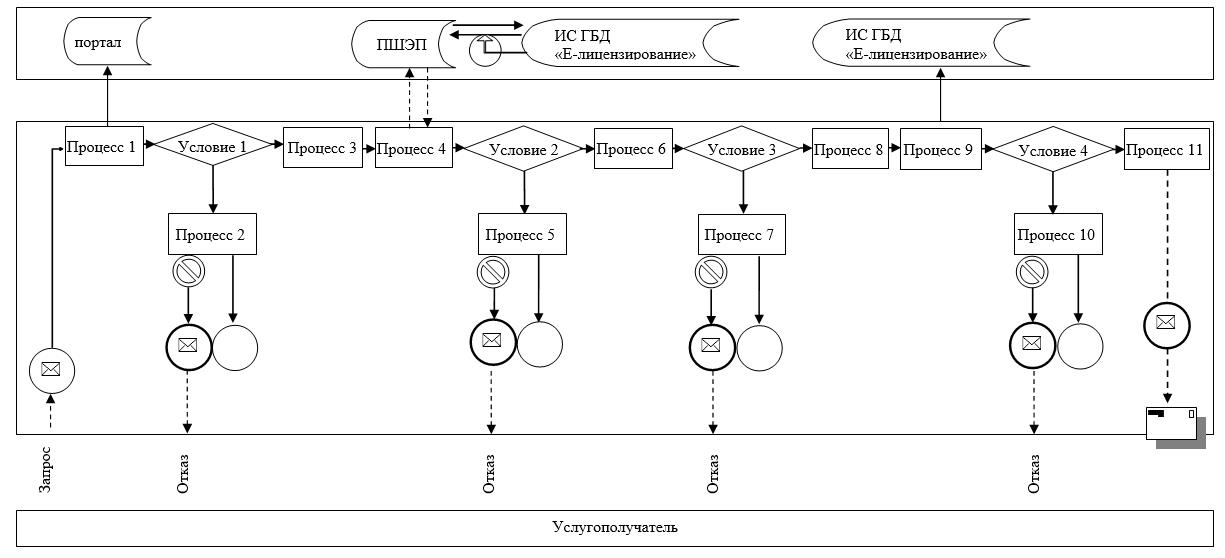 портал
ПШЭП
ИС ГБД
«Е-лицензирование»
ИС ГБД
«Е-лицензирование»
Процесс 1
Условие 1
Процесс 3
Процесс 4
Условие 2
Процесс 6
Условие 3
Процесс 8
Процесс 9
Условие 4
Процесс 11
Процесс 2
Процесс 5
Процесс 7
Процесс 10
Запрос
Отказ
Отказ
Отказ
Отказ
Услугополучатель